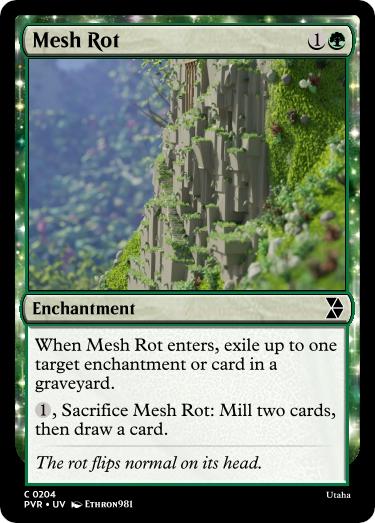 Mesh Rot 1
Enchantment
When Mesh Rot enters, exile up to one
target enchantment or card in a
graveyard.
1, Sacrifice Mesh Rot: Mill two cards,
then draw a card.
The rot flips normal on its head.
C 0204
PVR • UV Ethron981
Utaha